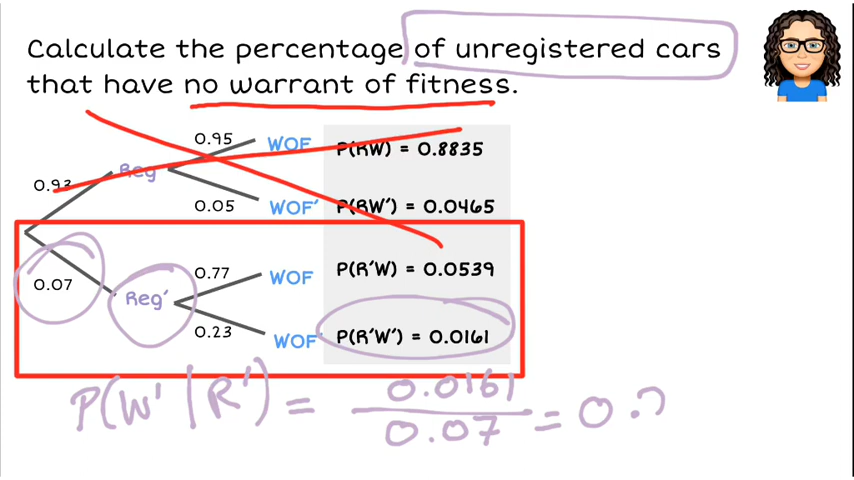 Calculate the percentage of unregistered cars
that have no warrant of fitness.
0.95 WOF P(RW) = 0.8835
0.93 Reg
0.05 WOF' P(RW') = 0.0465
0.77 WOF P(R'W) = 0.0539
0.07 Reg'
0.23 WOF' P(R'W') = 0.0161
P(W' | R') = 0.0161
0.07 = 0.